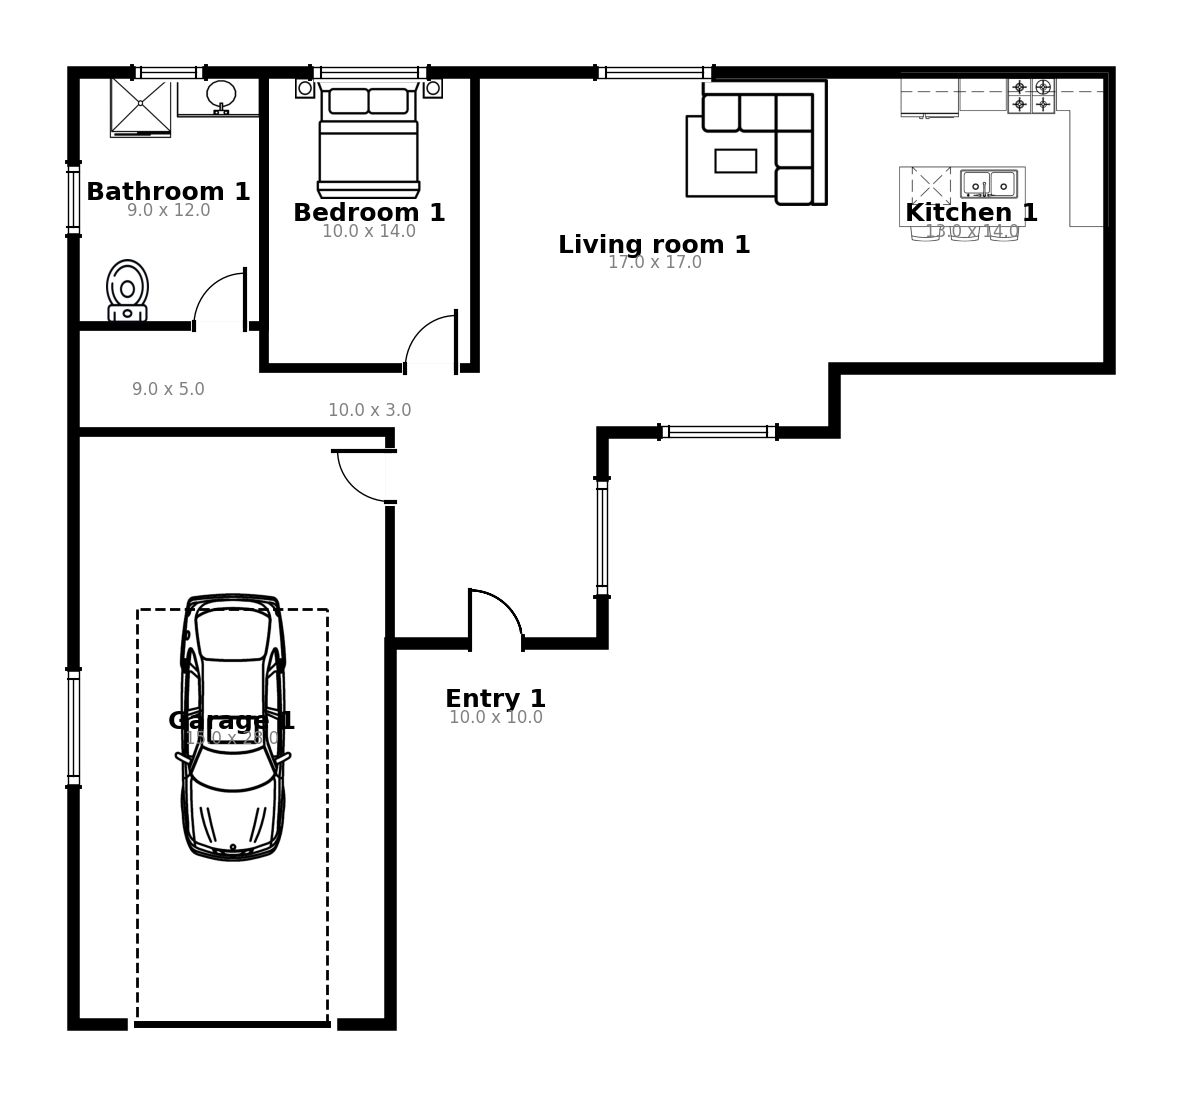 Bathroom 1
9.0 x 12.0
Bedroom 1
10.0 x 14.0
Living room 1
17.0 x 17.0
Kitchen 1
13.0 x 14.0
9.0 x 5.0
10.0 x 3.0
Entry 1
10.0 x 10.0
Garage 1
15.0 x 28.0